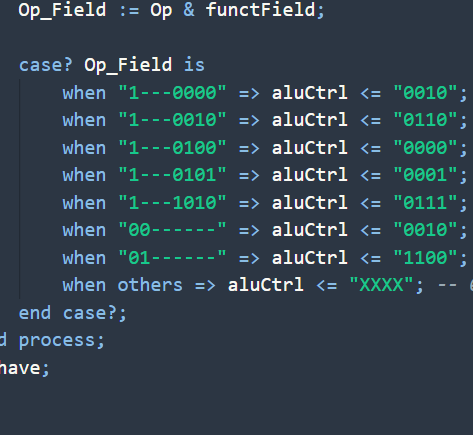 Op_Field := Op & functField;
case? Op_Field is
when "1---0000" => aluCtrl <= "0010";
when "1---0010" => aluCtrl <= "0110";
when "1---0100" => aluCtrl <= "0000";
when "1---0101" => aluCtrl <= "0001";
when "1---1010" => aluCtrl <= "0111";
when "00------" => aluCtrl <= "0010";
when "01------" => aluCtrl <= "1100";
when others => aluCtrl <= "XXXX"; --
end case?;
d process;
have;